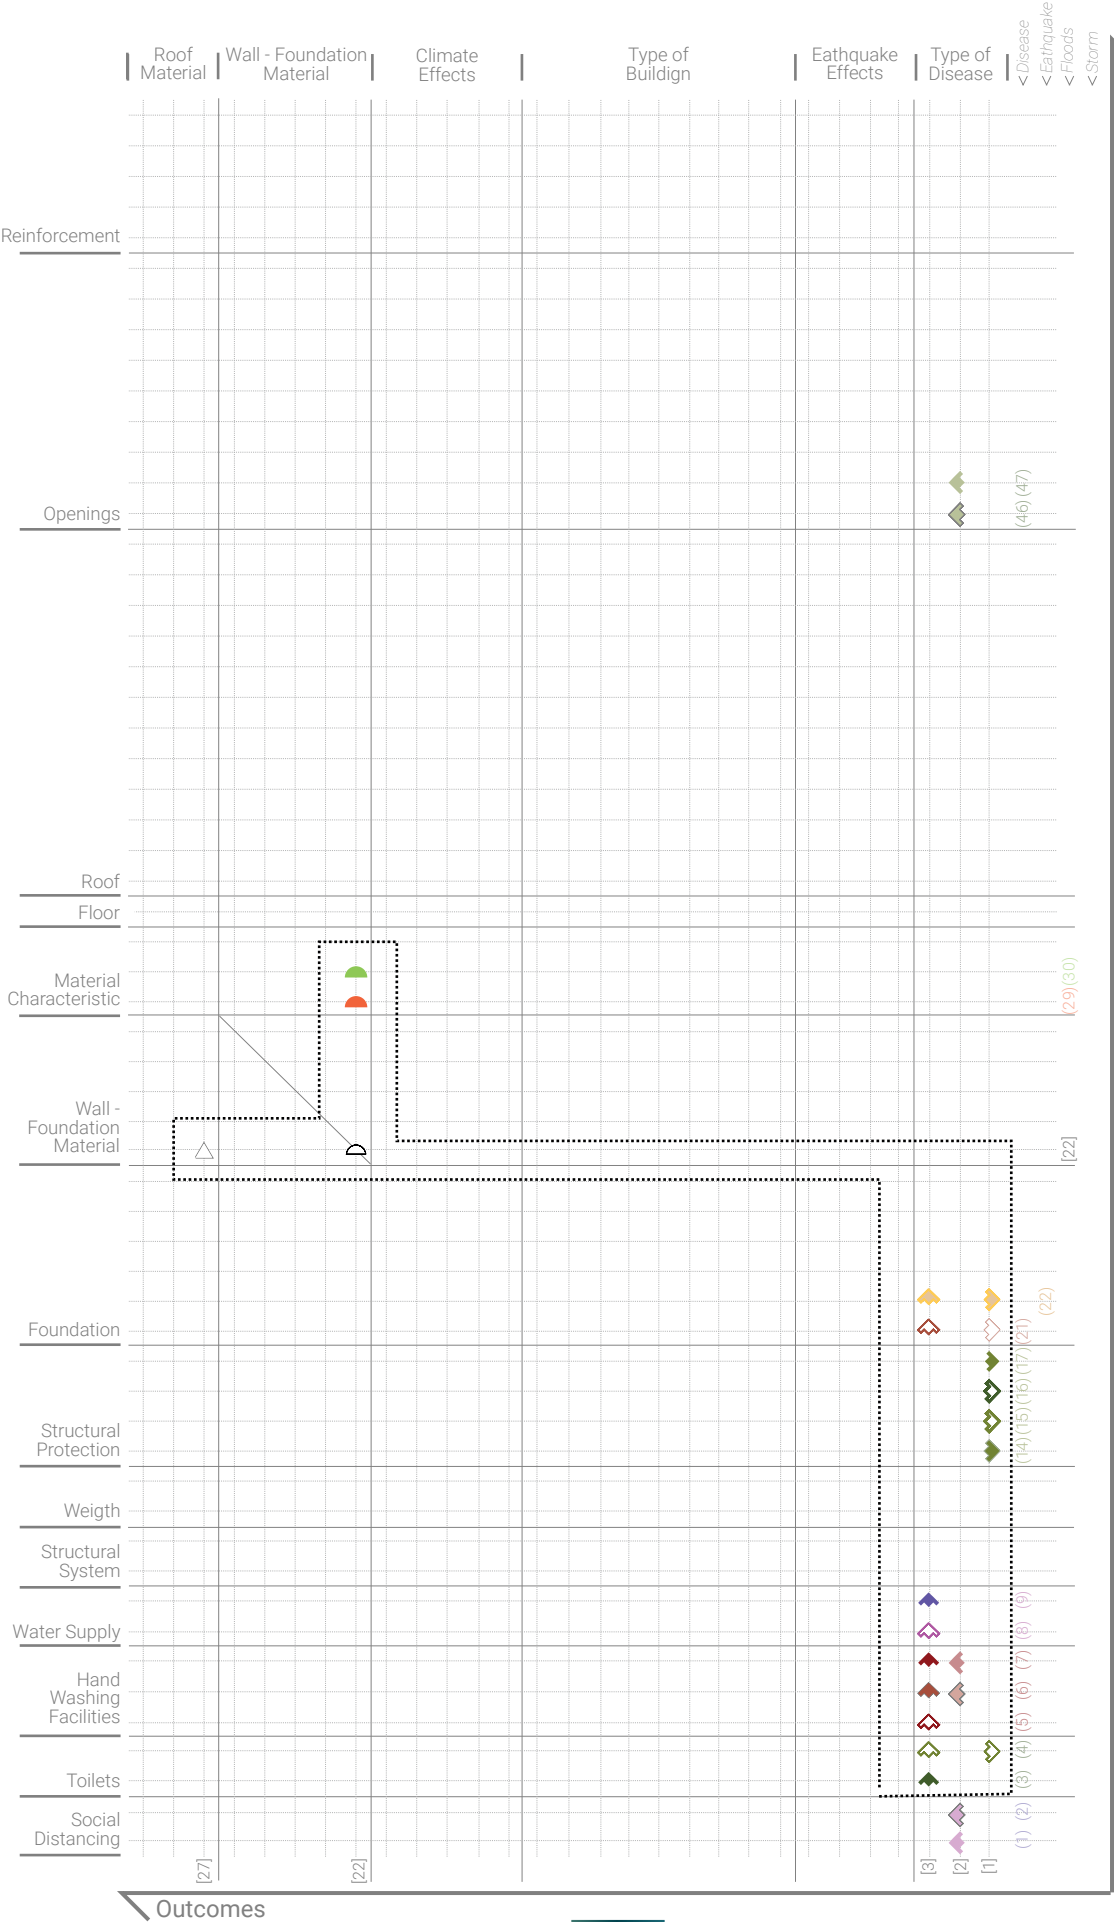 Roof
Material
Wall - Foundation
Material
Climate
Effects
Type of
Buildign
Eathquake
Effects
Type of
Disease
< Disease
< Eathquake
< Floods
< Storm
Reinforcement
Openings
(46) (47)
Roof
Floor
Material
Characteristic
(29) (30)
Wall -
Foundation
Material
[22]
(22)
Foundation
(21)
(14) (15) (16) (17)
Structural
Protection
Weigth
Structural
System
(9)
Water Supply
(8)
Hand
Washing
Facilities
(7)
(6)
(5)
(4)
Toilets
(3)
Social
Distancing
(1) (2)
[27]
[22]
[3]
[2]
[1]
Outcomes